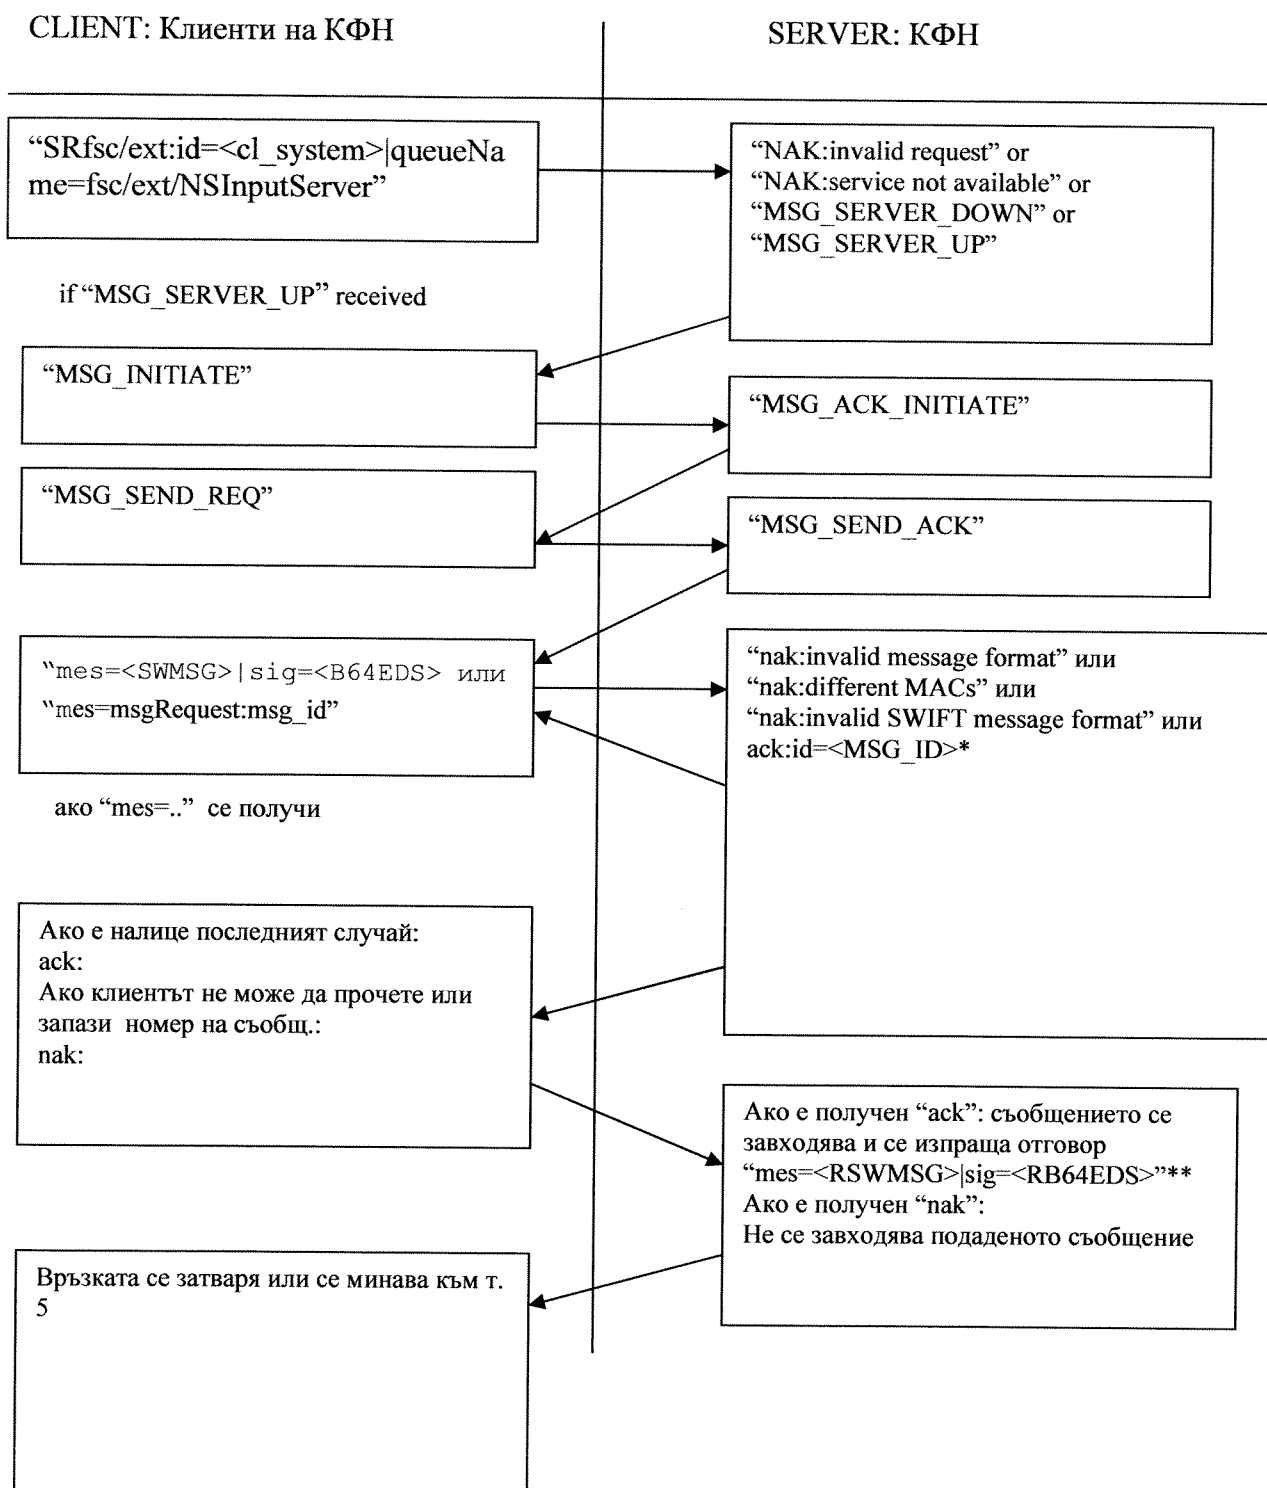 CLIENT: Клиенти на КФН
SERVER: КФН
“SRfsc/ext:id=<cl_system>|queueNa
me=fsc/ext/NSInputServer”
“NAK:invalid request” or
“NAK:service not available” or
“MSG_SERVER_DOWN” or
“MSG_SERVER_UP”
if “MSG_SERVER_UP” received
“MSG_INITIATE”
“MSG_ACK_INITIATE”
“MSG_SEND_REQ”
“MSG_SEND_ACK”
“mes=<SWMSG>|sig=<B64EDS> или
“mes=msgRequest:msg_id”
“nak:invalid message format” или
“nak:different MACs” или
“nak:invalid SWIFT message format” или
ack:id=<MSG_ID>*
ако “mes=..” се получи
Ако е налице последният случай:
ack:
Ако клиентът не може да прочете или
запази номер на съобщ.:
nak:
Ако е получен “ack”: съобщението се
завходява и се изпраща отговор
“mes=<RSWMSG>|sig=<RB64EDS>”**
Ако е получен “nak”:
Не се завходява подаденото съобщение
Връзката се затваря или се минава към т.
5